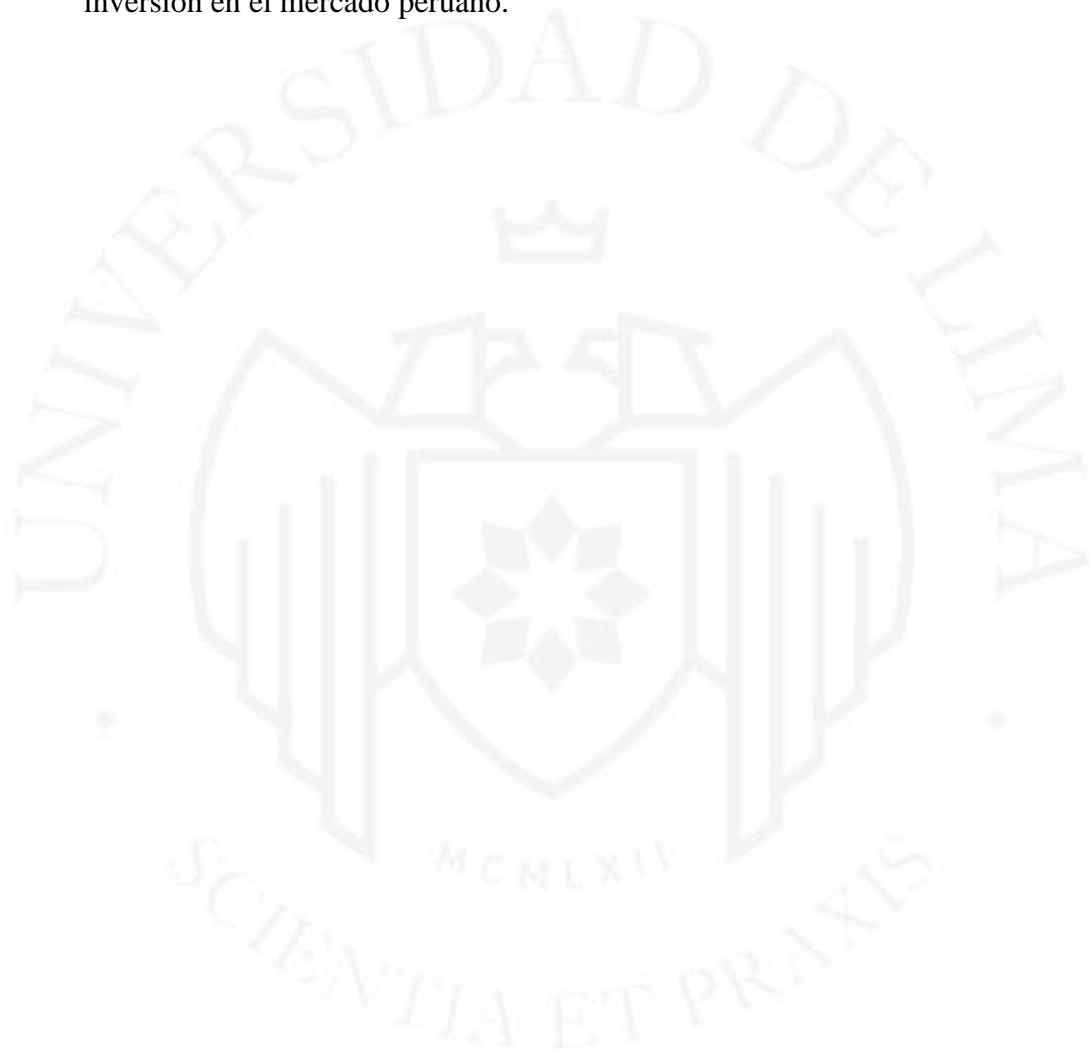 inversión en el mercado peruano.
UNIVERSIDAD DE LIMA
MCMLXII
SCIENTIA ET PRAXIS